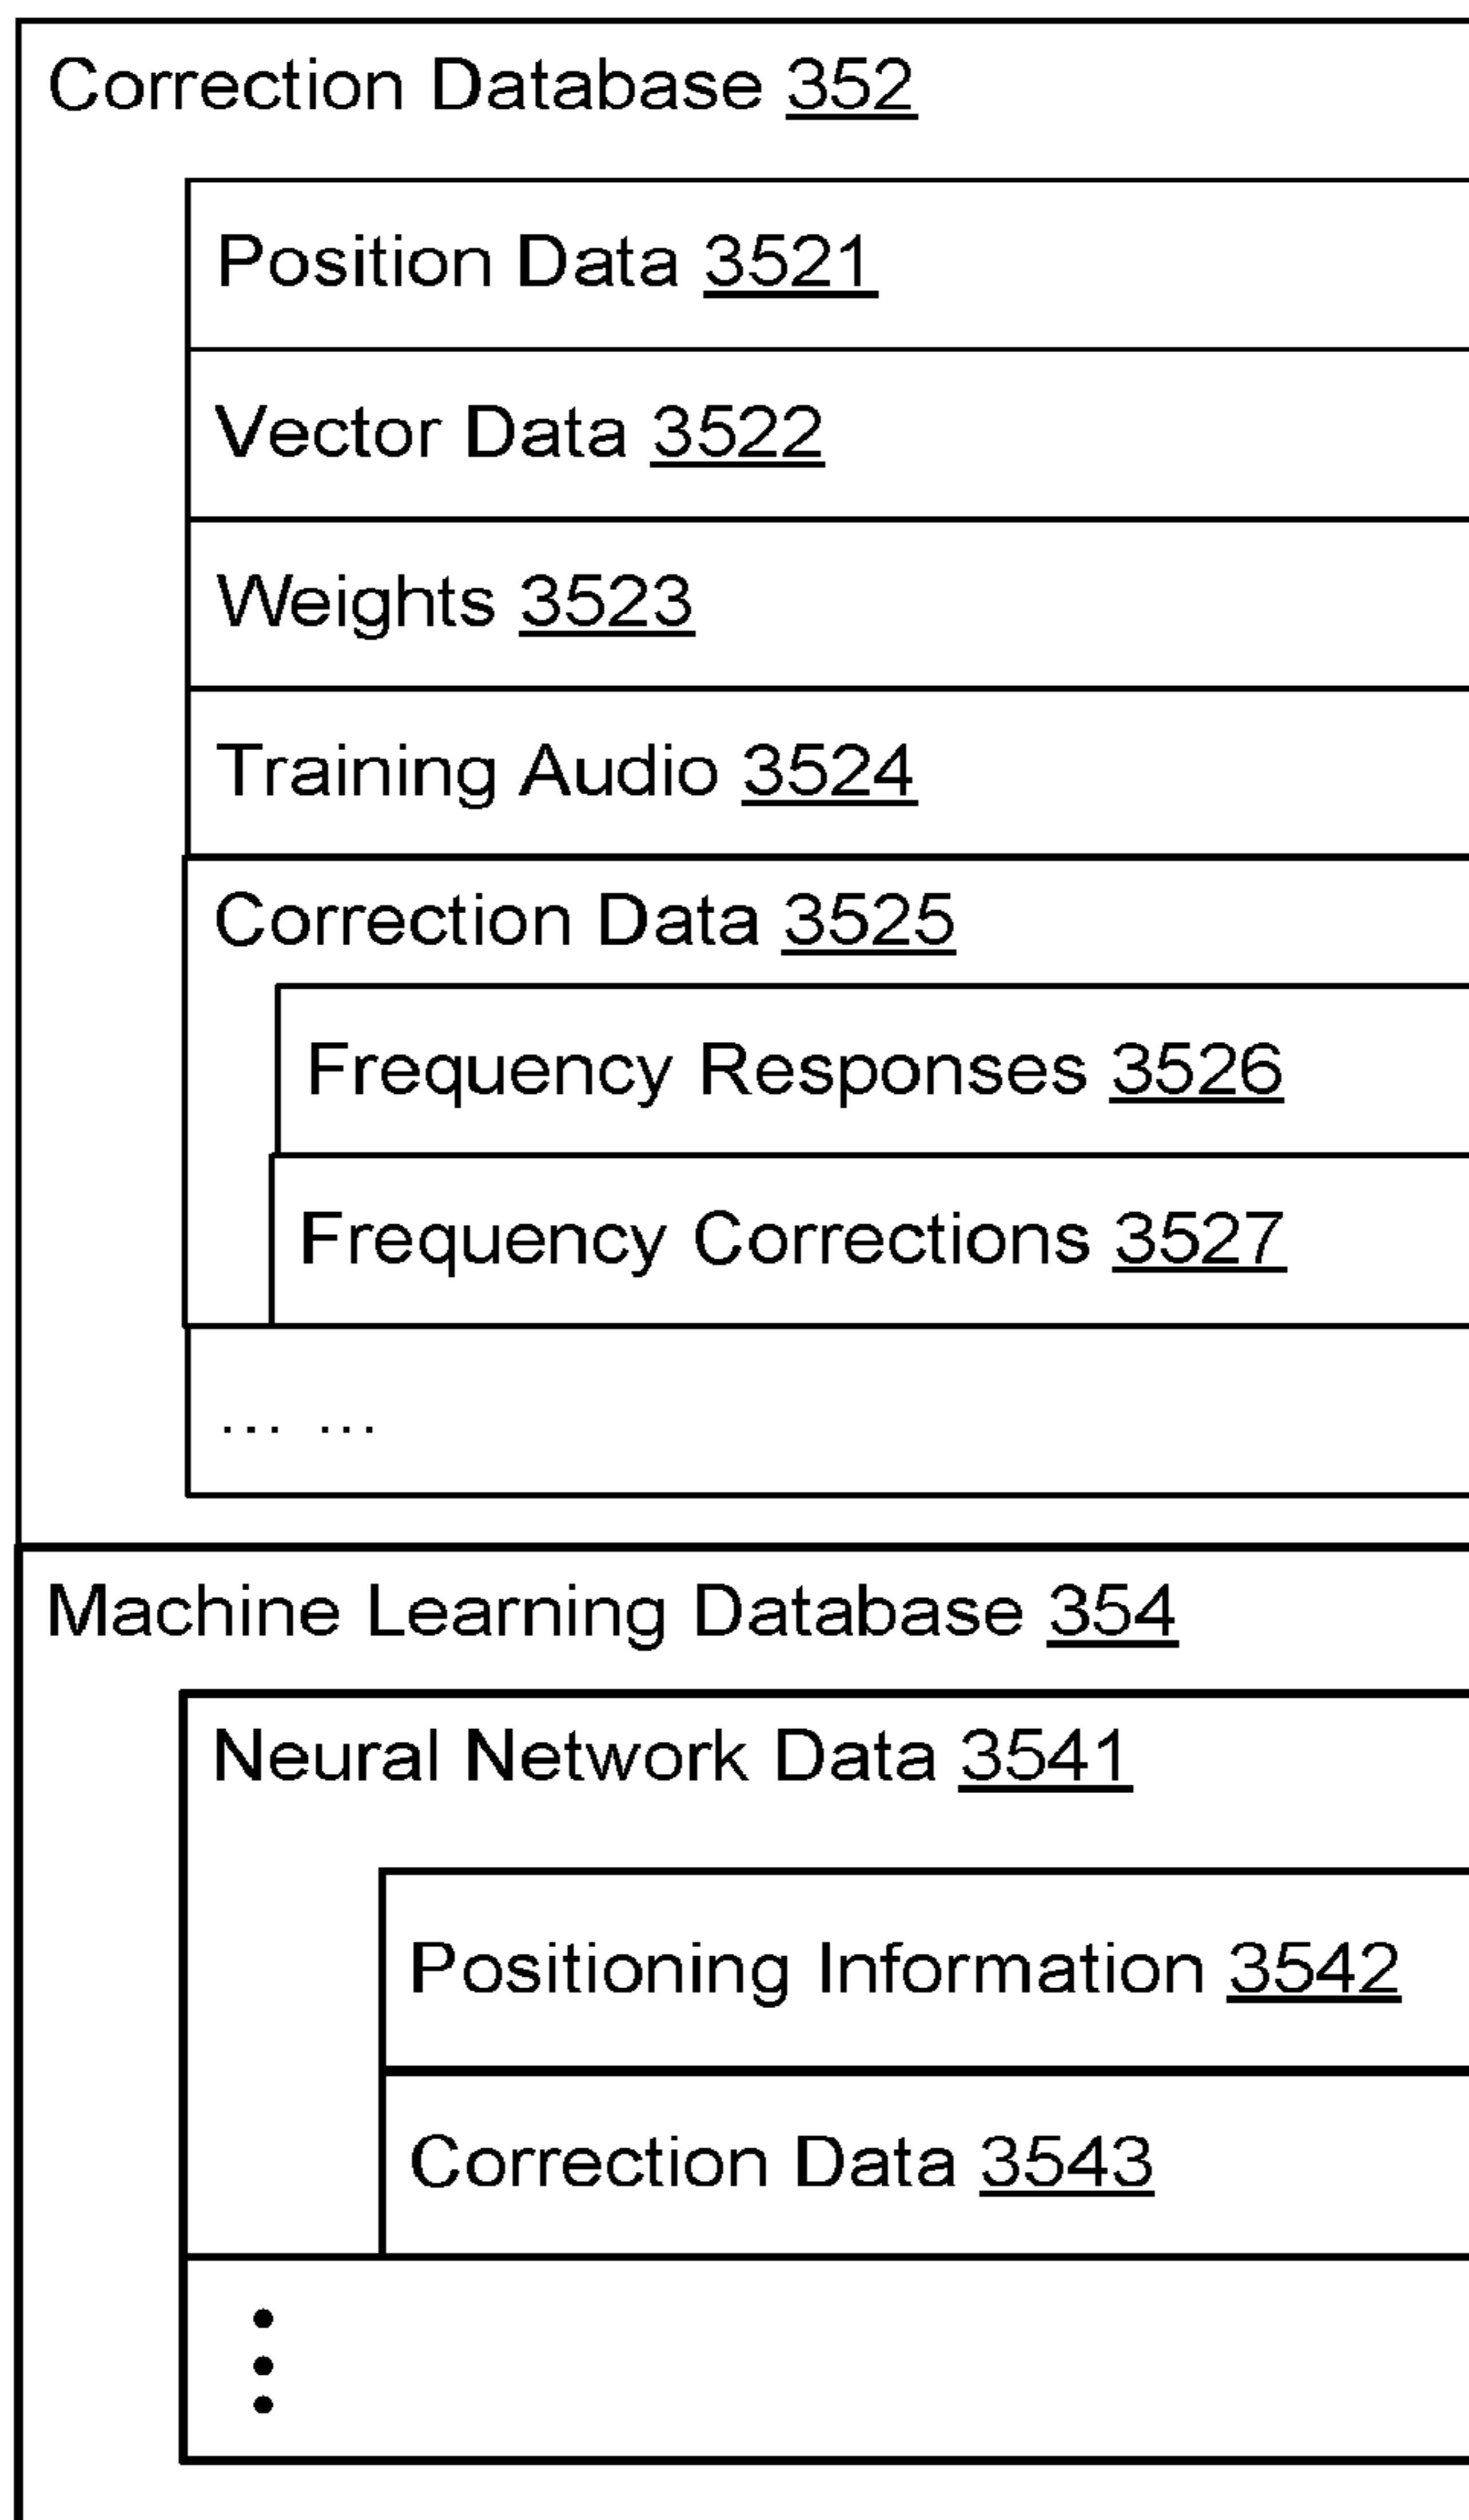 Correction Database 352
Position Data 3521
Vector Data 3522
Weights 3523
Training Audio 3524
Correction Data 3525
Frequency Responses 3526
Frequency Corrections 3527
... ...
Machine Learning Database 354
Neural Network Data 3541
Positioning Information 3542
Correction Data 3543